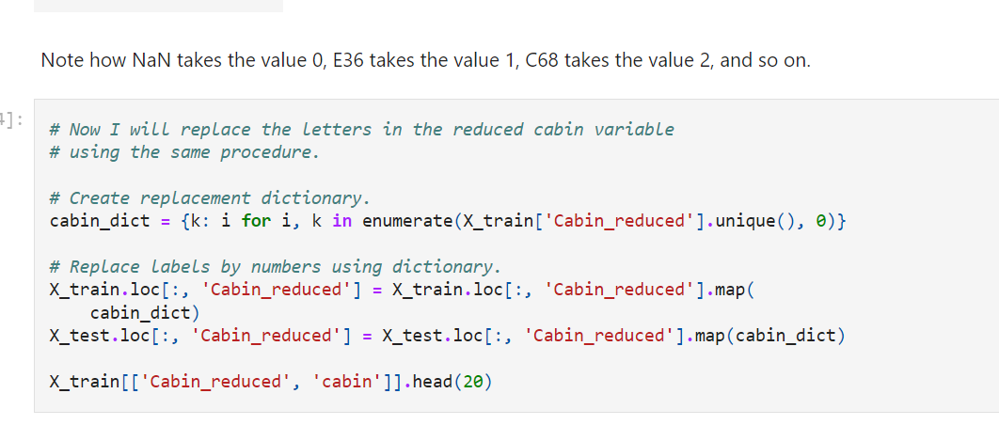 Note how NaN takes the value 0, E36 takes the value 1, C68 takes the value 2, and so on.
]:
# Now I will replace the letters in the reduced cabin variable
# using the same procedure.
# Create replacement dictionary.
cabin_dict = {k: i for i, k in enumerate(X_train['Cabin_reduced'].unique(), 0)}
# Replace labels by numbers using dictionary.
X_train.loc[:, 'Cabin_reduced'] = X_train.loc[:, 'Cabin_reduced'].map(
    cabin_dict)
X_test.loc[:, 'Cabin_reduced'] = X_test.loc[:, 'Cabin_reduced'].map(cabin_dict)
X_train[['Cabin_reduced', 'cabin']].head(20)